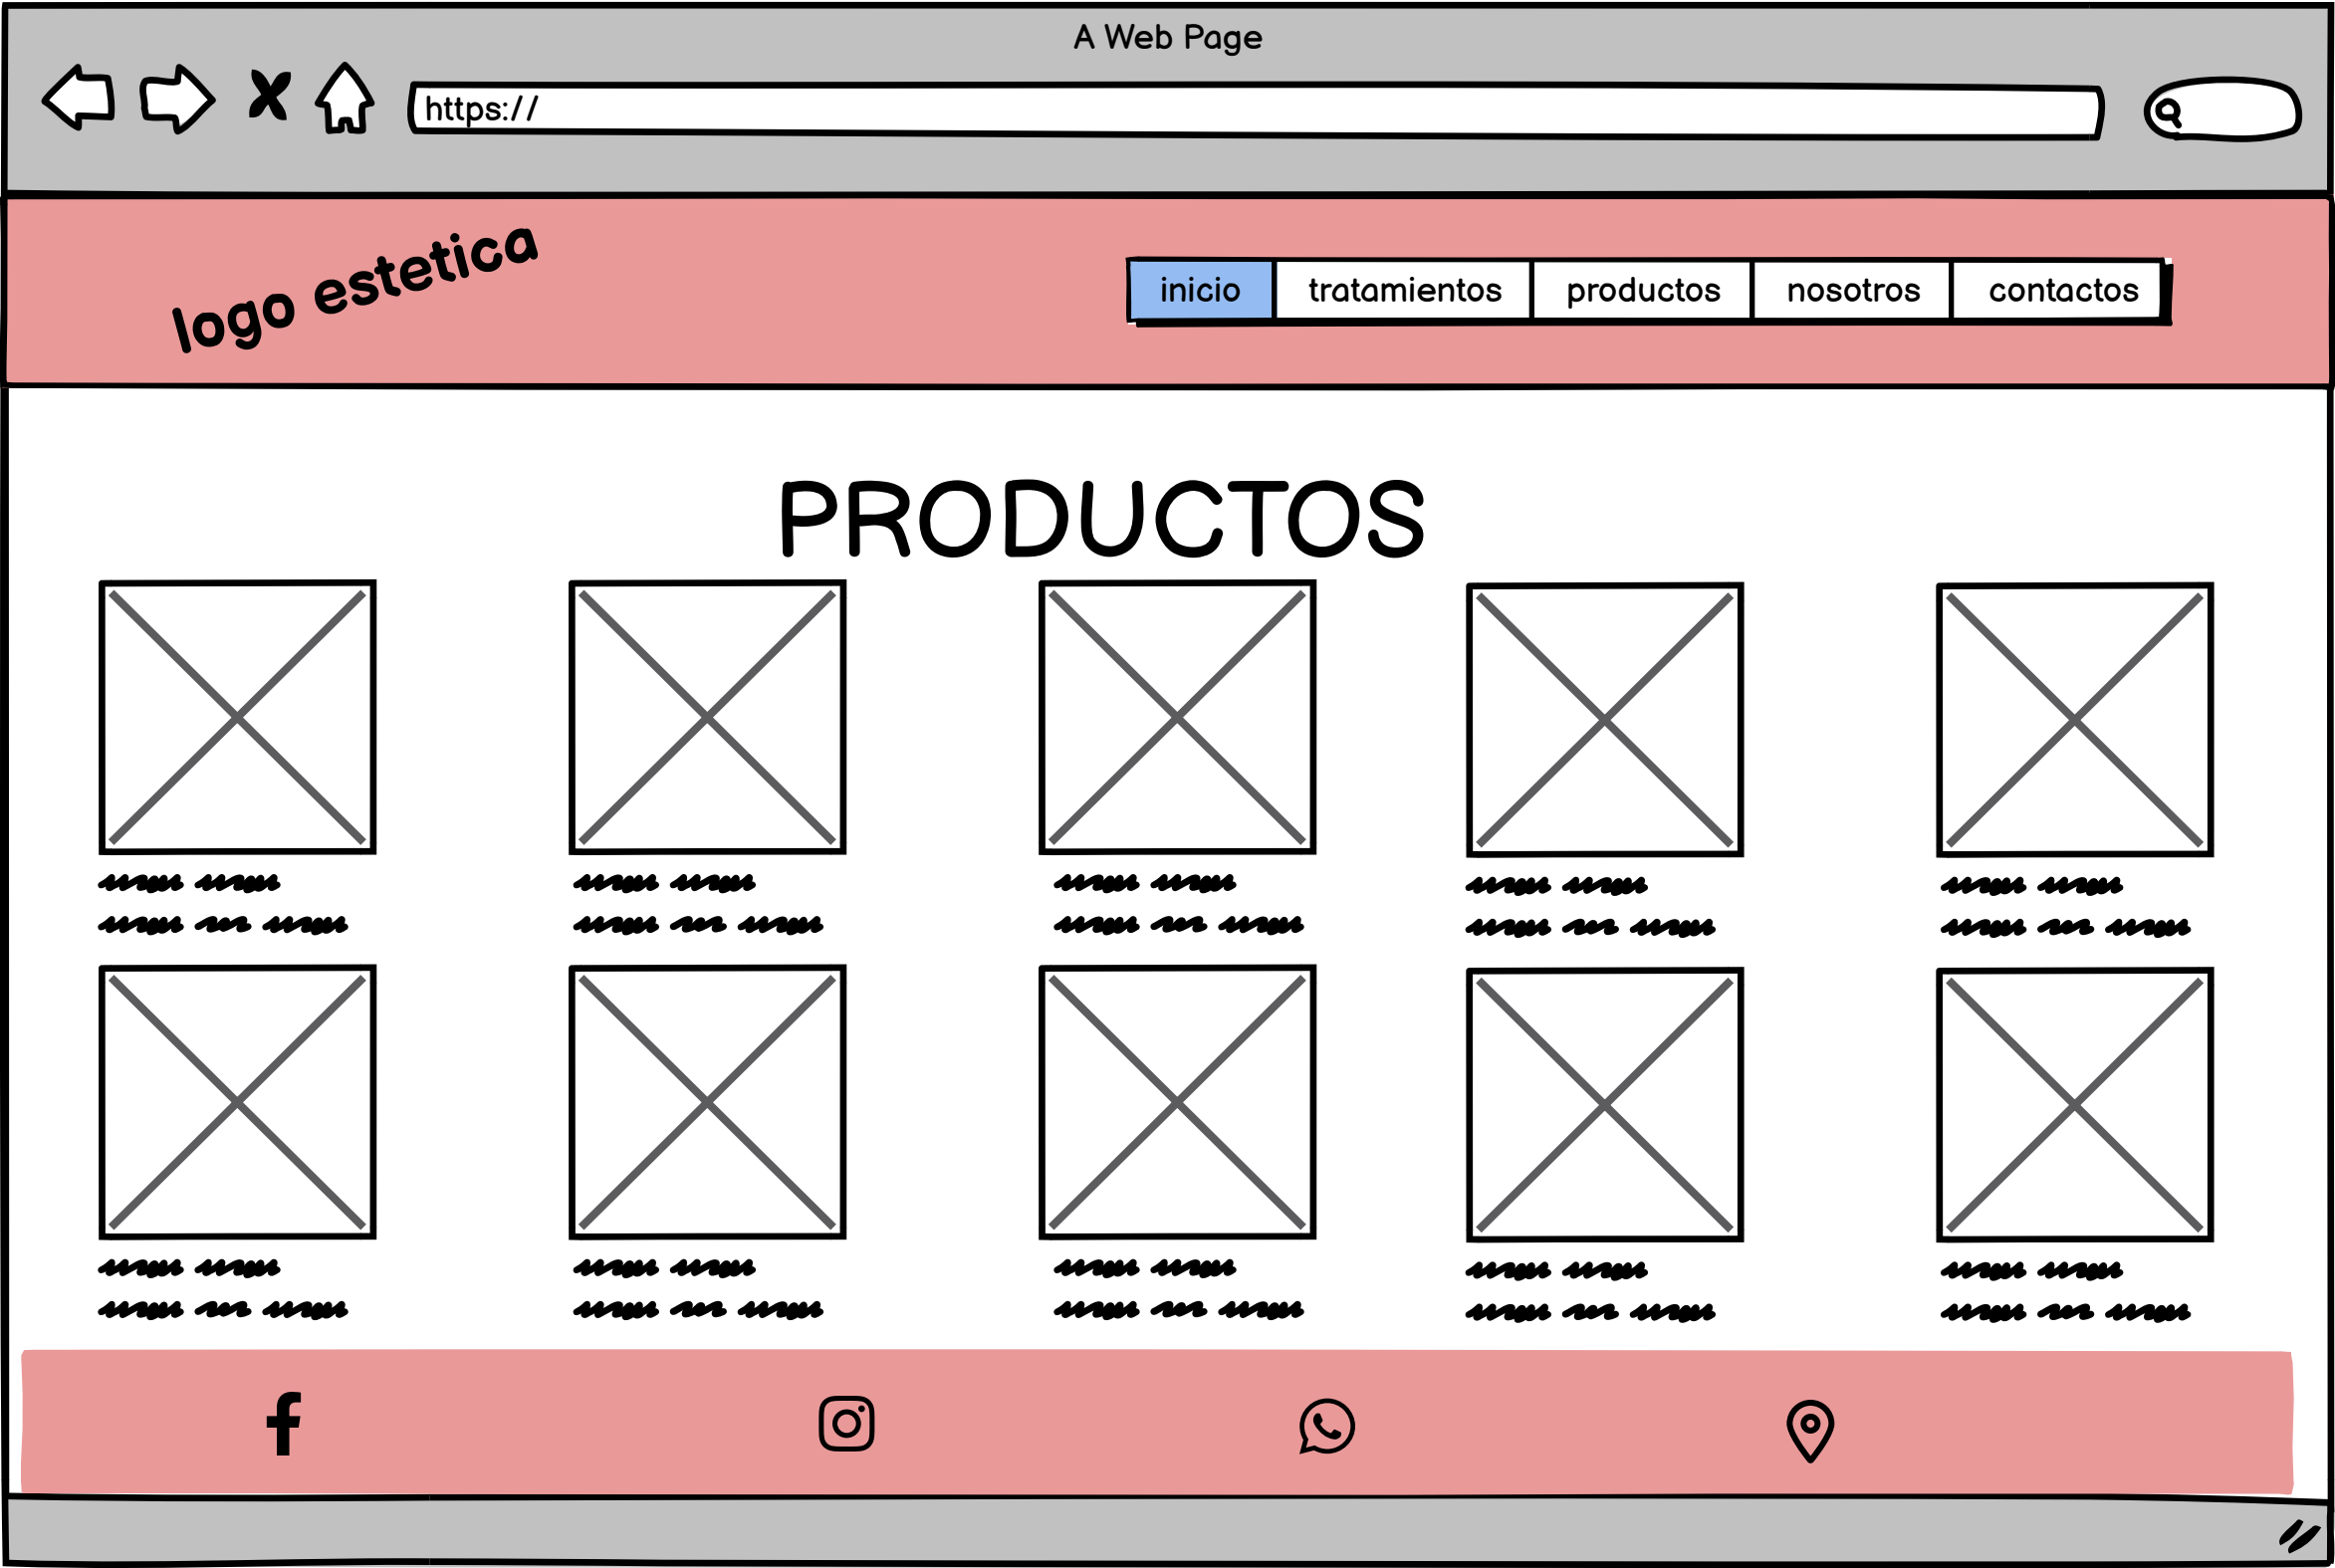 A Web Page
https://
logo estetica
inicio tratamientos productos nosotros contactos
PRODUCTOS